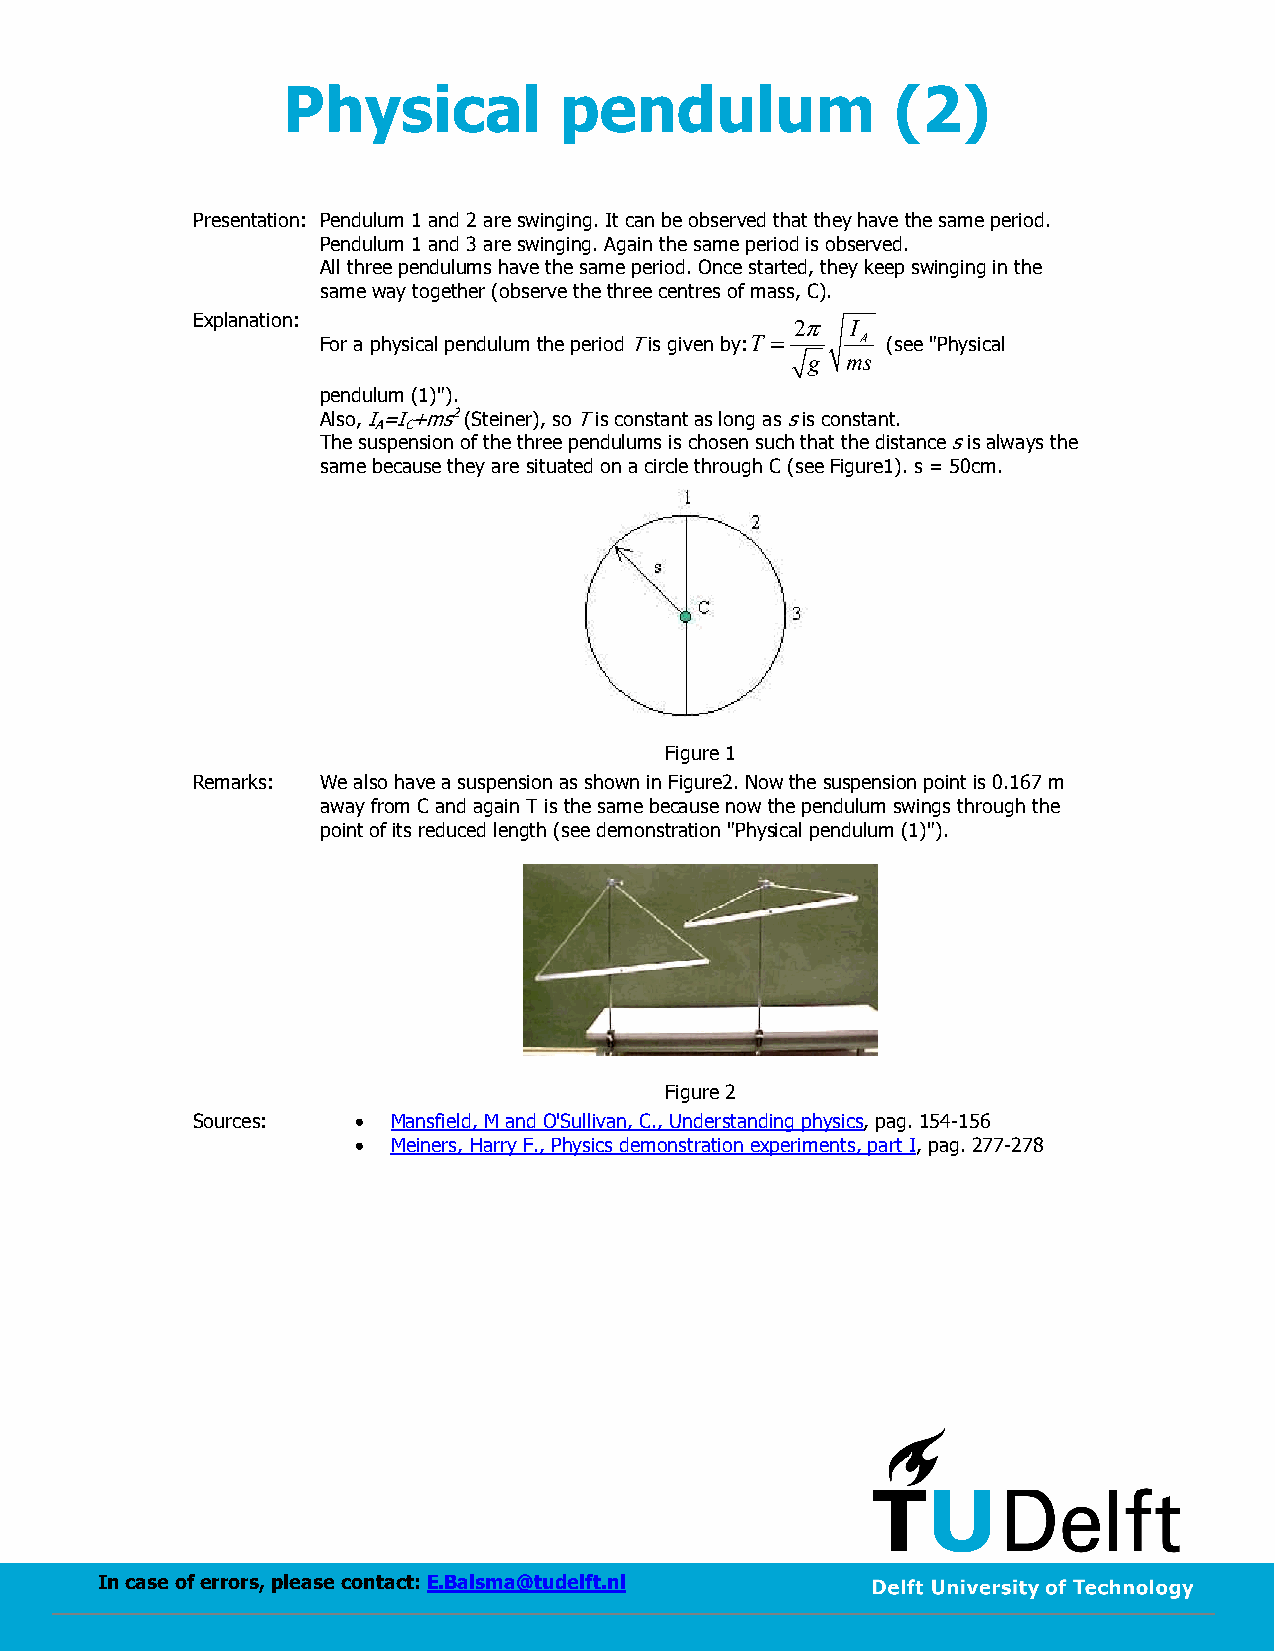 Physical pendulum (2)
Presentation: Pendulum 1 and 2 are swinging. It can be observed that they have the same period.
Pendulum 1 and 3 are swinging. Again the same period is observed.
All three pendulums have the same period. Once started, they keep swinging in the
same way together (observe the three centres of mass, C).
Explanation:
For a physical pendulum the period T is given by: T = 2π/√g √(I_A/ms) (see "Physical
pendulum (1)").
Also, I_A=I_C+ms² (Steiner), so T is constant as long as s is constant.
The suspension of the three pendulums is chosen such that the distance s is always the
same because they are situated on a circle through C (see Figure1). s = 50cm.
1
2
s
C
3
Figure 1
Remarks: We also have a suspension as shown in Figure2. Now the suspension point is 0.167 m
away from C and again T is the same because now the pendulum swings through the
point of its reduced length (see demonstration "Physical pendulum (1)").
Figure 2
Sources: • Mansfield, M and O'Sullivan, C., Understanding physics, pag. 154-156
• Meiners, Harry F., Physics demonstration experiments, part I, pag. 277-278
TUDelft
In case of errors, please contact: E.Balsma@tudelft.nl
Delft University of Technology